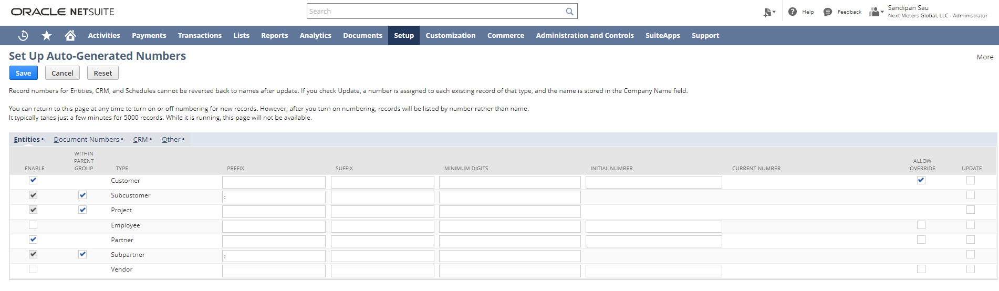 ORACLE NETSUITE
Search
Help
Feedback
Sandipan Sau
Next Meters Global, LLC - Administrator
Activities Payments Transactions Lists Reports Analytics Documents Setup Customization Commerce Administration and Controls SuiteApps Support
Set Up Auto-Generated Numbers
More
Save Cancel Reset
Record numbers for Entities, CRM, and Schedules cannot be reverted back to names after update. If you check Update, a number is assigned to each existing record of that type, and the name is stored in the Company Name field.
You can return to this page at any time to turn on or off numbering for new records. However, after you turn on numbering, records will be listed by number rather than name.
It typically takes just a few minutes for 5000 records. While it is running, this page will not be available.
Entities • Document Numbers • CRM • Other •
ENABLE
WITHIN
PARENT
GROUP
TYPE
PREFIX
SUFFIX
MINIMUM DIGITS
INITIAL NUMBER
CURRENT NUMBER
ALLOW
OVERRIDE
UPDATE
Customer
Subcustomer :
Project
Employee
Partner
Subpartner :
Vendor